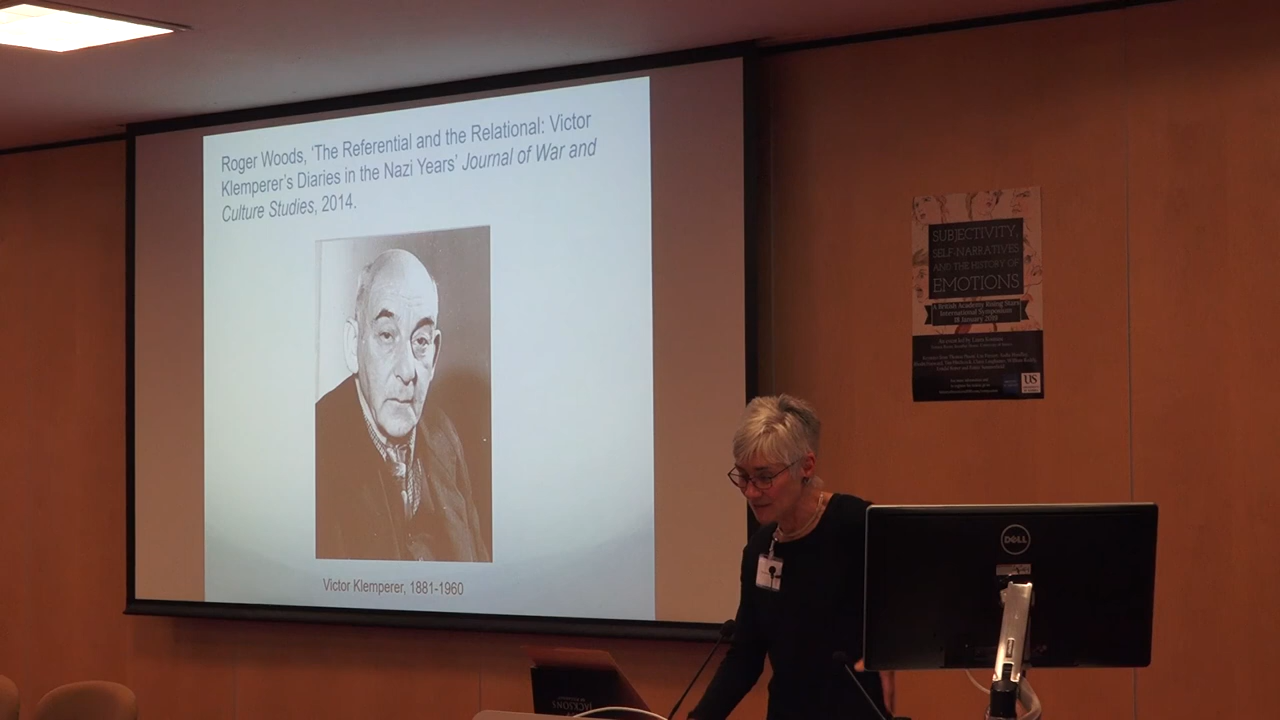 Roger Woods, ‘The Referential and the Relational: Victor
Klemperer’s Diaries in the Nazi Years’ Journal of War and
Culture Studies, 2014.
Victor Klemperer, 1881-1960
SUBJECTIVITY,
SELF-NARRATIVES
AND THE HISTORY OF
EMOTIONS
A British Academy Rising Stars
International Symposium
18 January 2019
US
DELL
JACKSONS